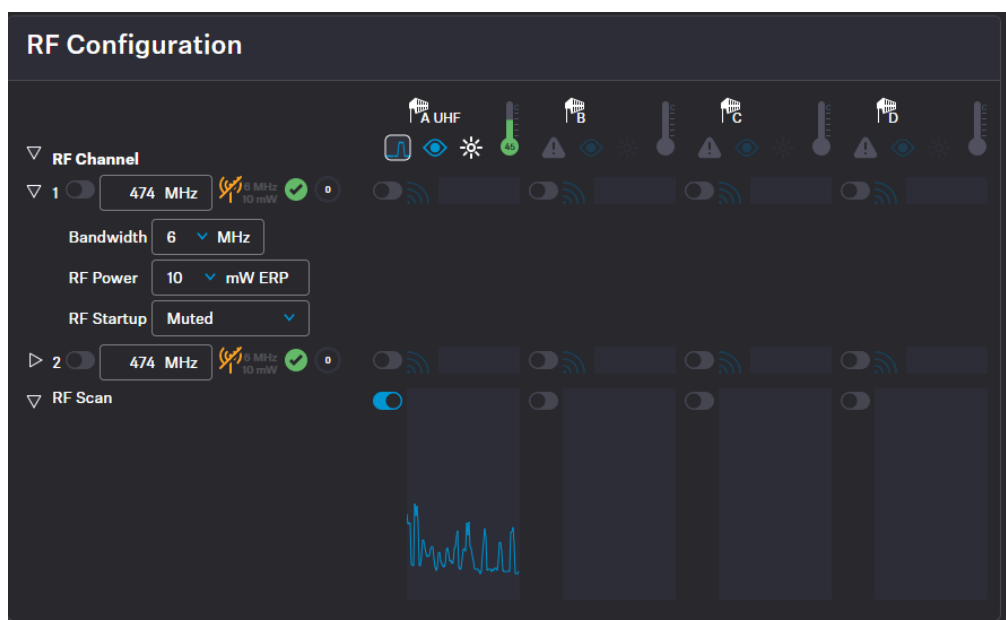 RF Configuration
A UHF B C D
45
RF Channel
1 474 MHz 6 MHz 0
10 mW
Bandwidth 6 MHz
RF Power 10 mW ERP
RF Startup Muted
2 474 MHz 6 MHz 0
10 mW
RF Scan